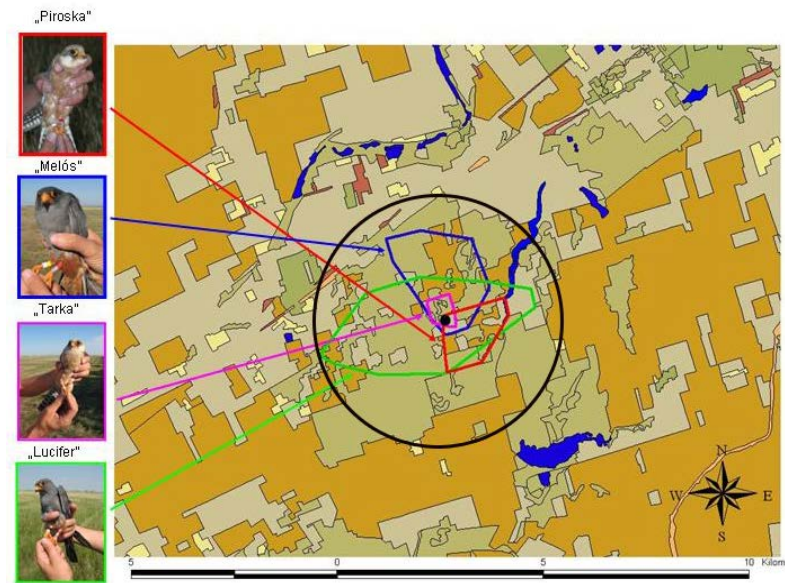 „Piroska"
„Melós"
„Tarka"
„Lucifer"
N
W E
S
5 0 5 10 Kilom